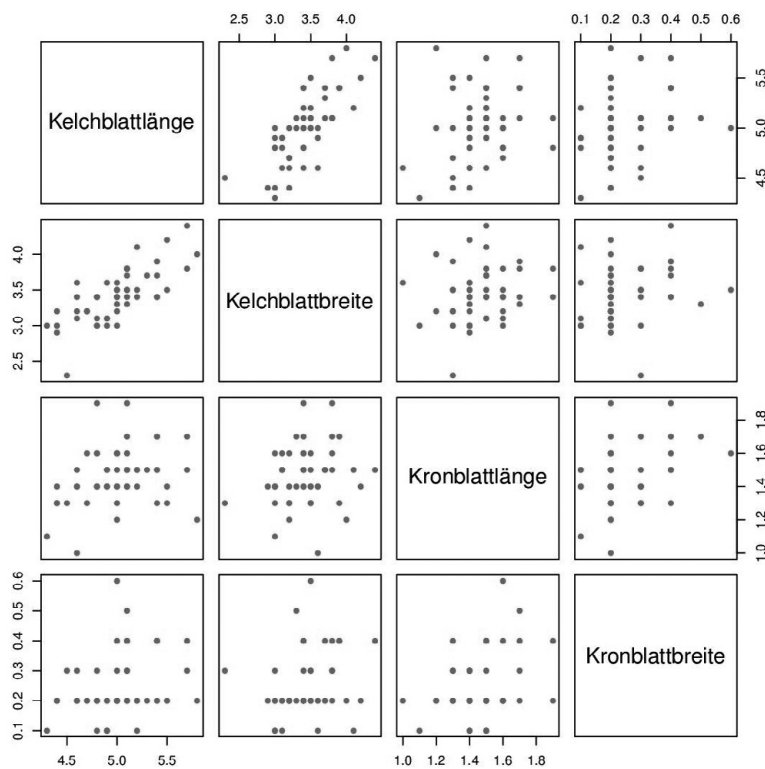 2.5 3.0 3.5 4.0
0.1 0.2 0.3 0.4 0.5 0.6
Kelchblattlänge
4.5 5.0 5.5
2.5 3.0 3.5 4.0
Kelchblattbreite
Kronblattlänge
1.0 1.2 1.4 1.6 1.8
0.1 0.2 0.3 0.4 0.5 0.6
Kronblattbreite
4.5 5.0 5.5
1.0 1.2 1.4 1.6 1.8